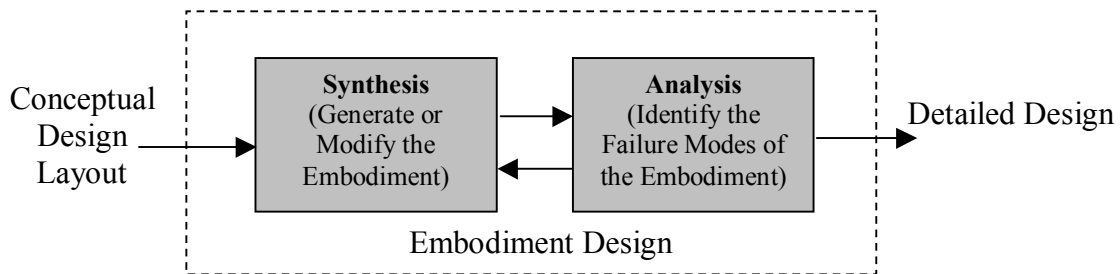 Conceptual
Design
Layout
Synthesis
(Generate or
Modify the
Embodiment)
Analysis
(Identify the
Failure Modes of
the Embodiment)
Detailed Design
Embodiment Design